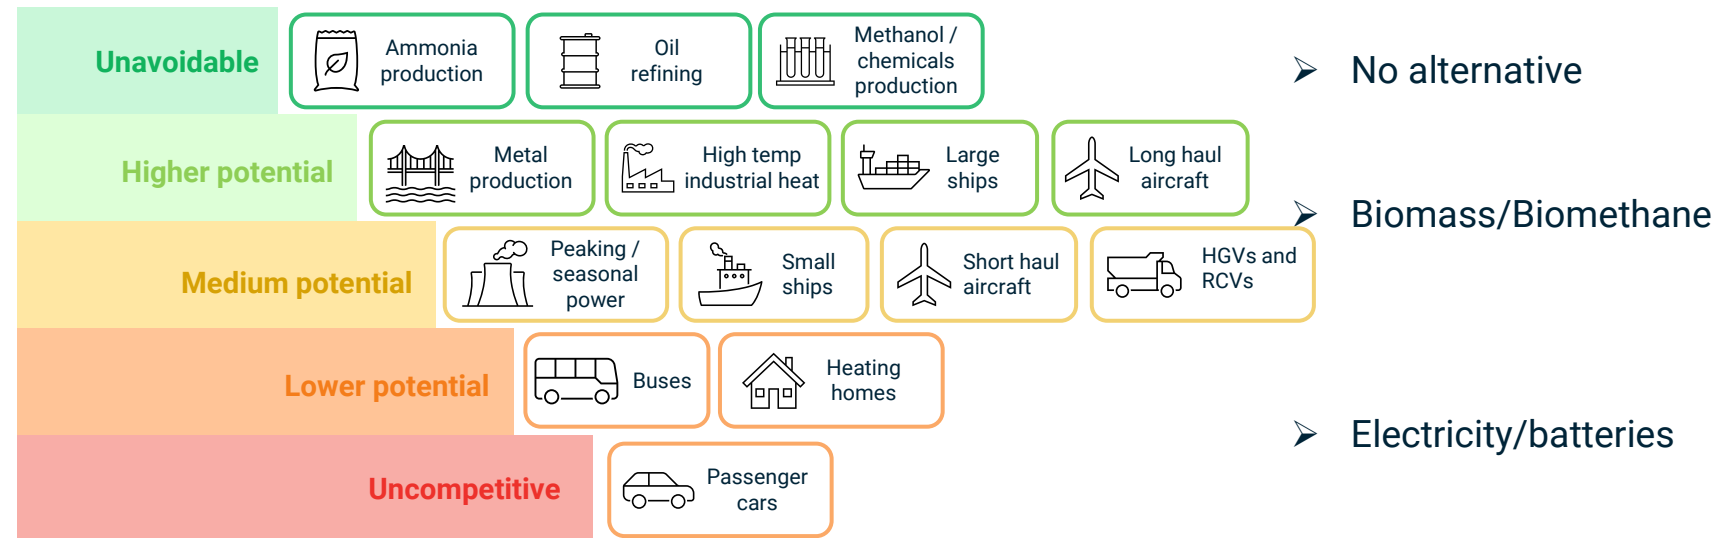 Unavoidable
Ammonia
production
Oil
refining
Methanol /
chemicals
production
No alternative
Higher potential
Metal
production
High temp
industrial heat
Large
ships
Long haul
aircraft
Biomass/Biomethane
Medium potential
Peaking /
seasonal
power
Small
ships
Short haul
aircraft
HGVs and
RCVs
Lower potential
Buses
Heating
homes
Electricity/batteries
Uncompetitive
Passenger
cars